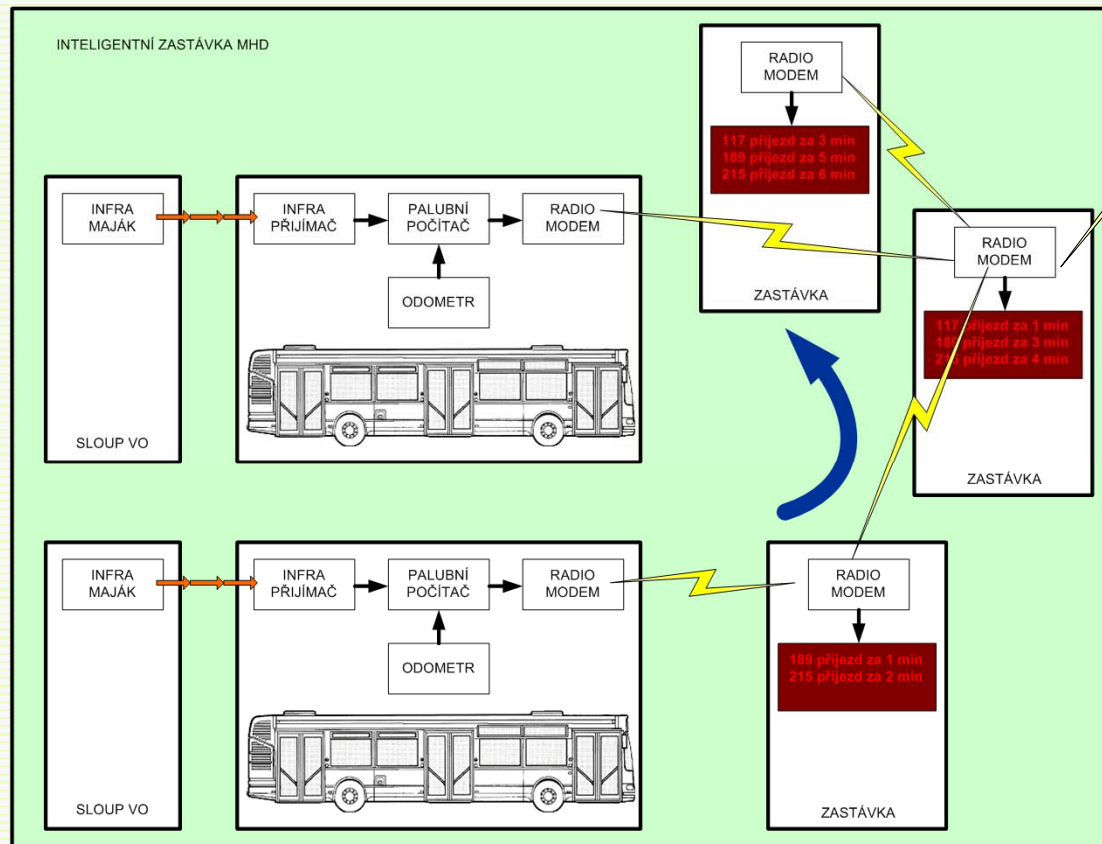 INTELIGENTNÍ ZASTÁVKA MHD
RADIO
MODEM
117 příjezd za 3 min
189 příjezd za 5 min
215 příjezd za 6 min
ZASTÁVKA
INFRA
MAJÁK
SLOUP VO
INFRA
PŘIJÍMAČ
PALUBNÍ
POČÍTAČ
RADIO
MODEM
ODOMETR
RADIO
MODEM
117 příjezd za 1 min
189 příjezd za 3 min
215 příjezd za 4 min
ZASTÁVKA
INFRA
MAJÁK
SLOUP VO
INFRA
PŘIJÍMAČ
PALUBNÍ
POČÍTAČ
RADIO
MODEM
ODOMETR
RADIO
MODEM
189 příjezd za 1 min
215 příjezd za 2 min
ZASTÁVKA